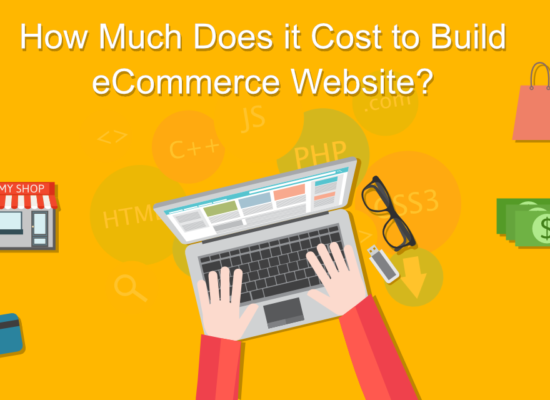 How Much Does it Cost to Build
eCommerce Website?
JS
.com
C++
PHP
MY SHOP
HTM
SS3
<>
$